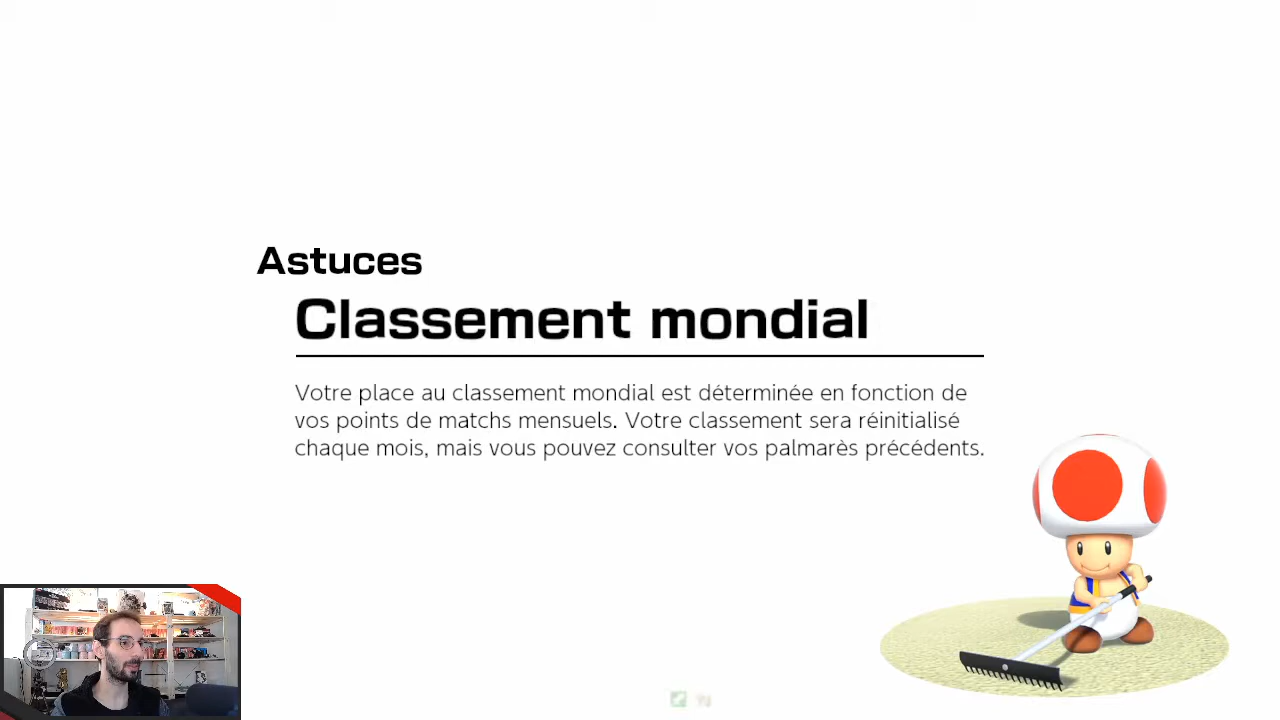 Astuces
Classement mondial
Votre place au classement mondial est déterminée en fonction de
vos points de matchs mensuels. Votre classement sera réinitialisé
chaque mois, mais vous pouvez consulter vos palmarès précédents.